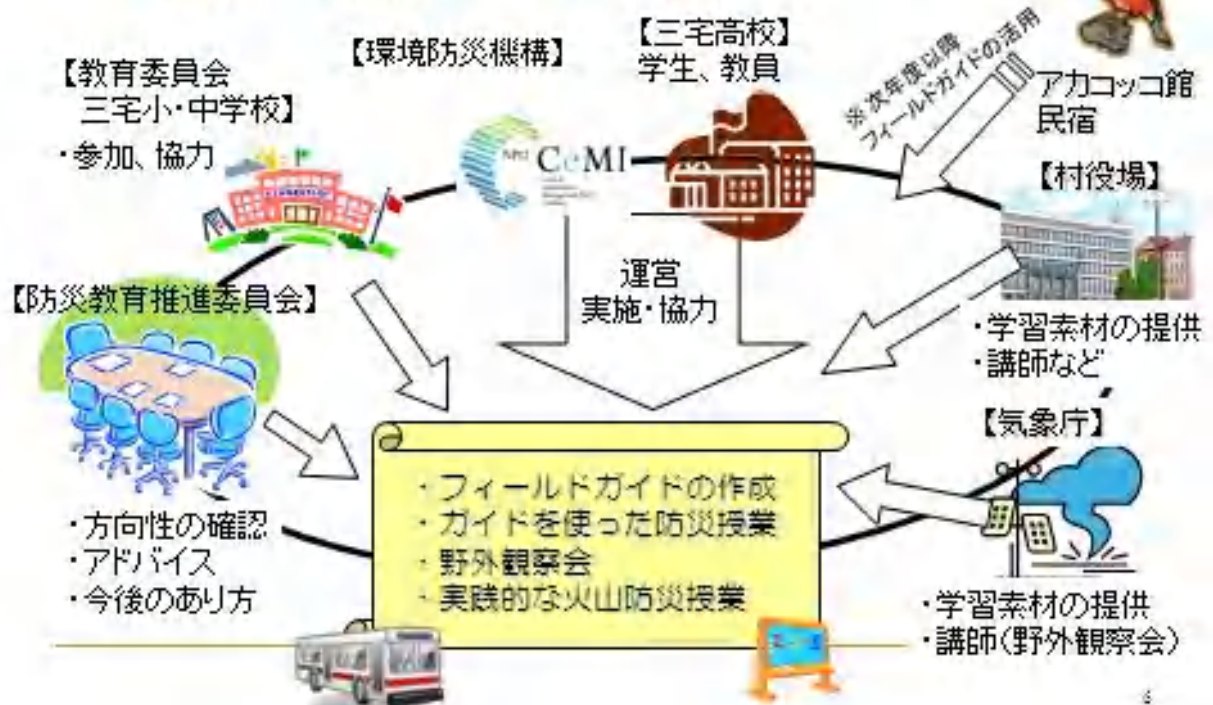 【教育委員会
三宅小・中学校】
・参加、協力
【環境防災機構】
CeMI
【三宅高校】
学生、教員
※次年度以降
フィールドガイドの活用
アカコッコ館
民宿
【村役場】
・学習素材の提供
・講師など
【防災教育推進委員会】
・方向性の確認
・アドバイス
・今後のあり方
運営
実施・協力
・フィールドガイドの作成
・ガイドを使った防災授業
・野外観察会
・実践的な火山防災授業
【気象庁】
・学習素材の提供
・講師(野外観察会)